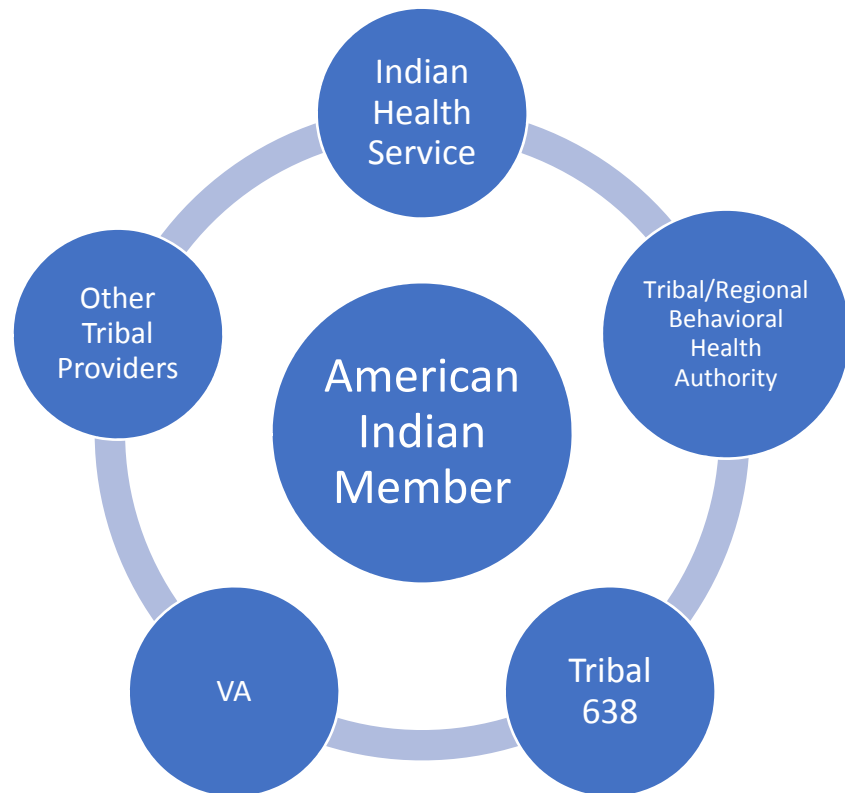 Indian
Health
Service
Tribal/Regional
Behavioral
Health
Authority
Tribal
638
VA
Other
Tribal
Providers
American
Indian
Member